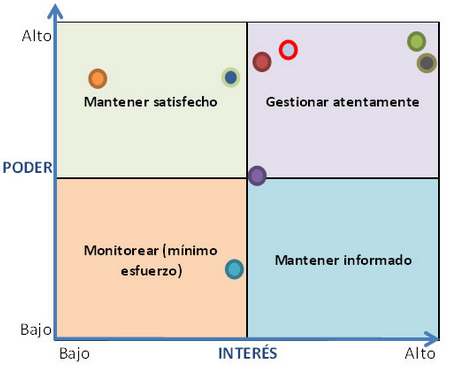 Alto
Mantener satisfecho
Gestionar atentamente
PODER
Monitorear (mínimo
esfuerzo)
Mantener informado
Bajo
Bajo
INTERÉS
Alto